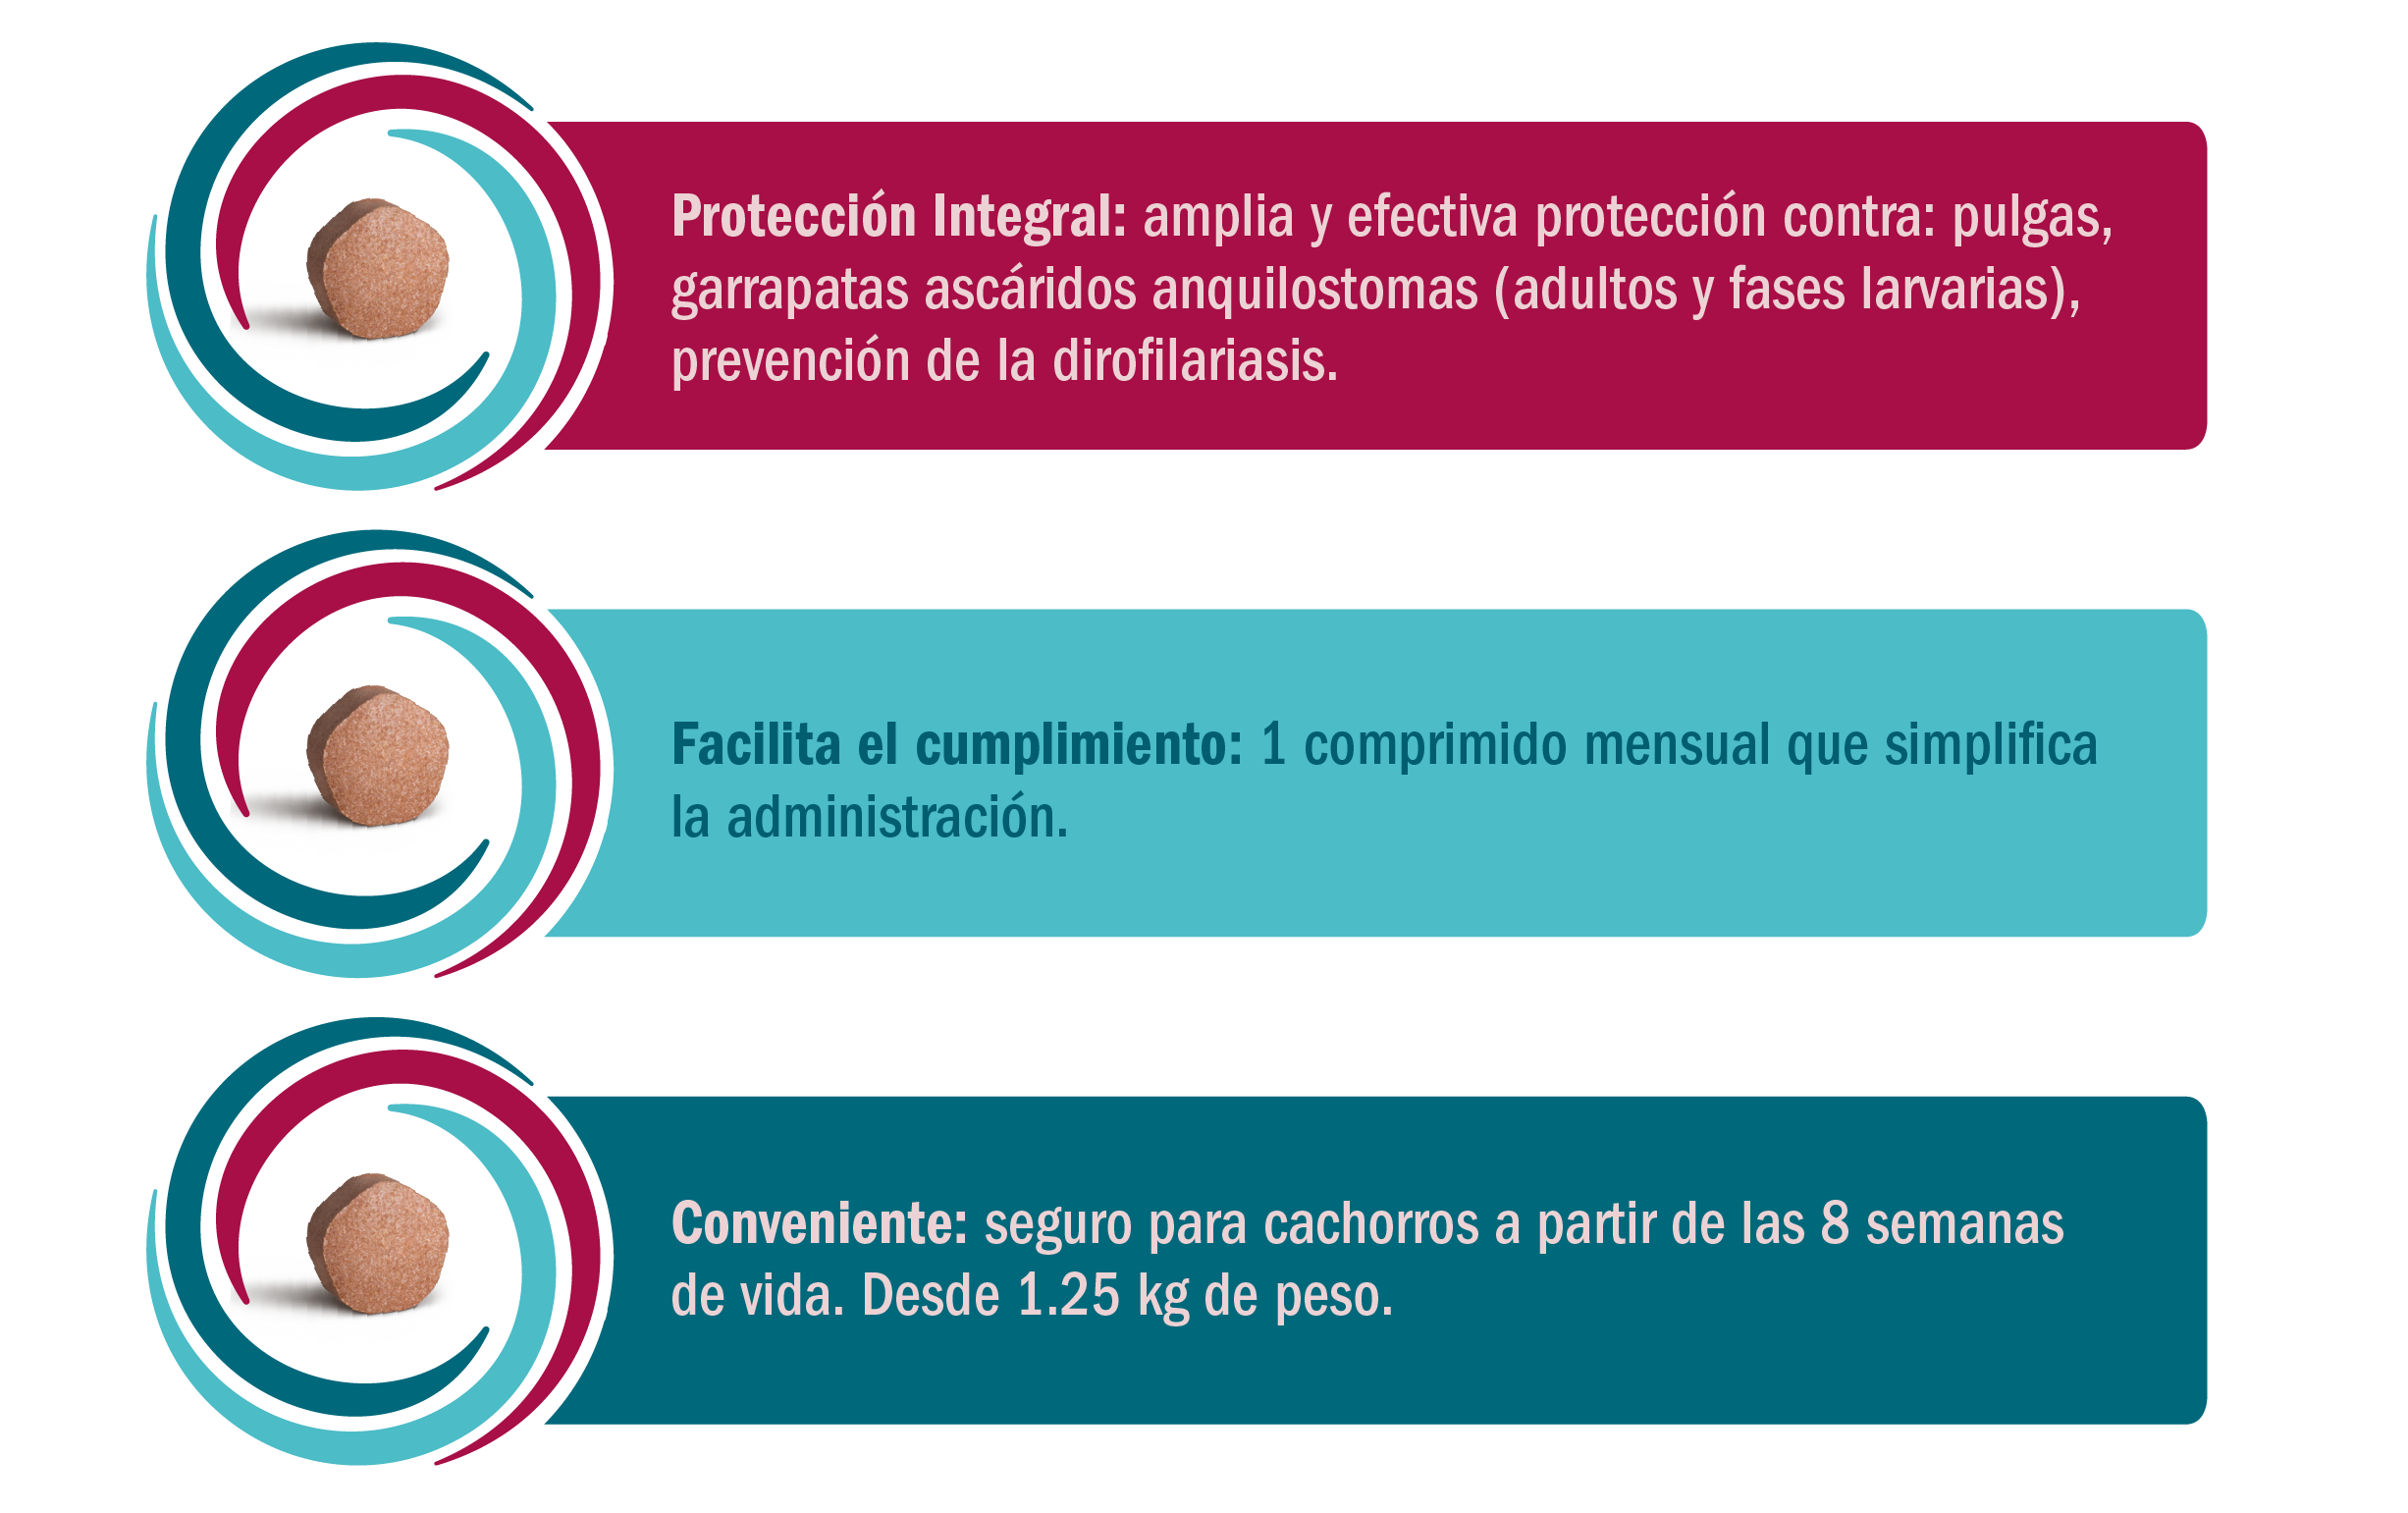 Protección Integral: amplia y efectiva protección contra: pulgas,
garrapatas ascáridos anquilostomas (adultos y fases larvarias),
prevención de la dirofilariasis.
Facilita el cumplimiento: 1 comprimido mensual que simplifica
la administración.
Conveniente: seguro para cachorros a partir de las 8 semanas
de vida. Desde 1.25 kg de peso.